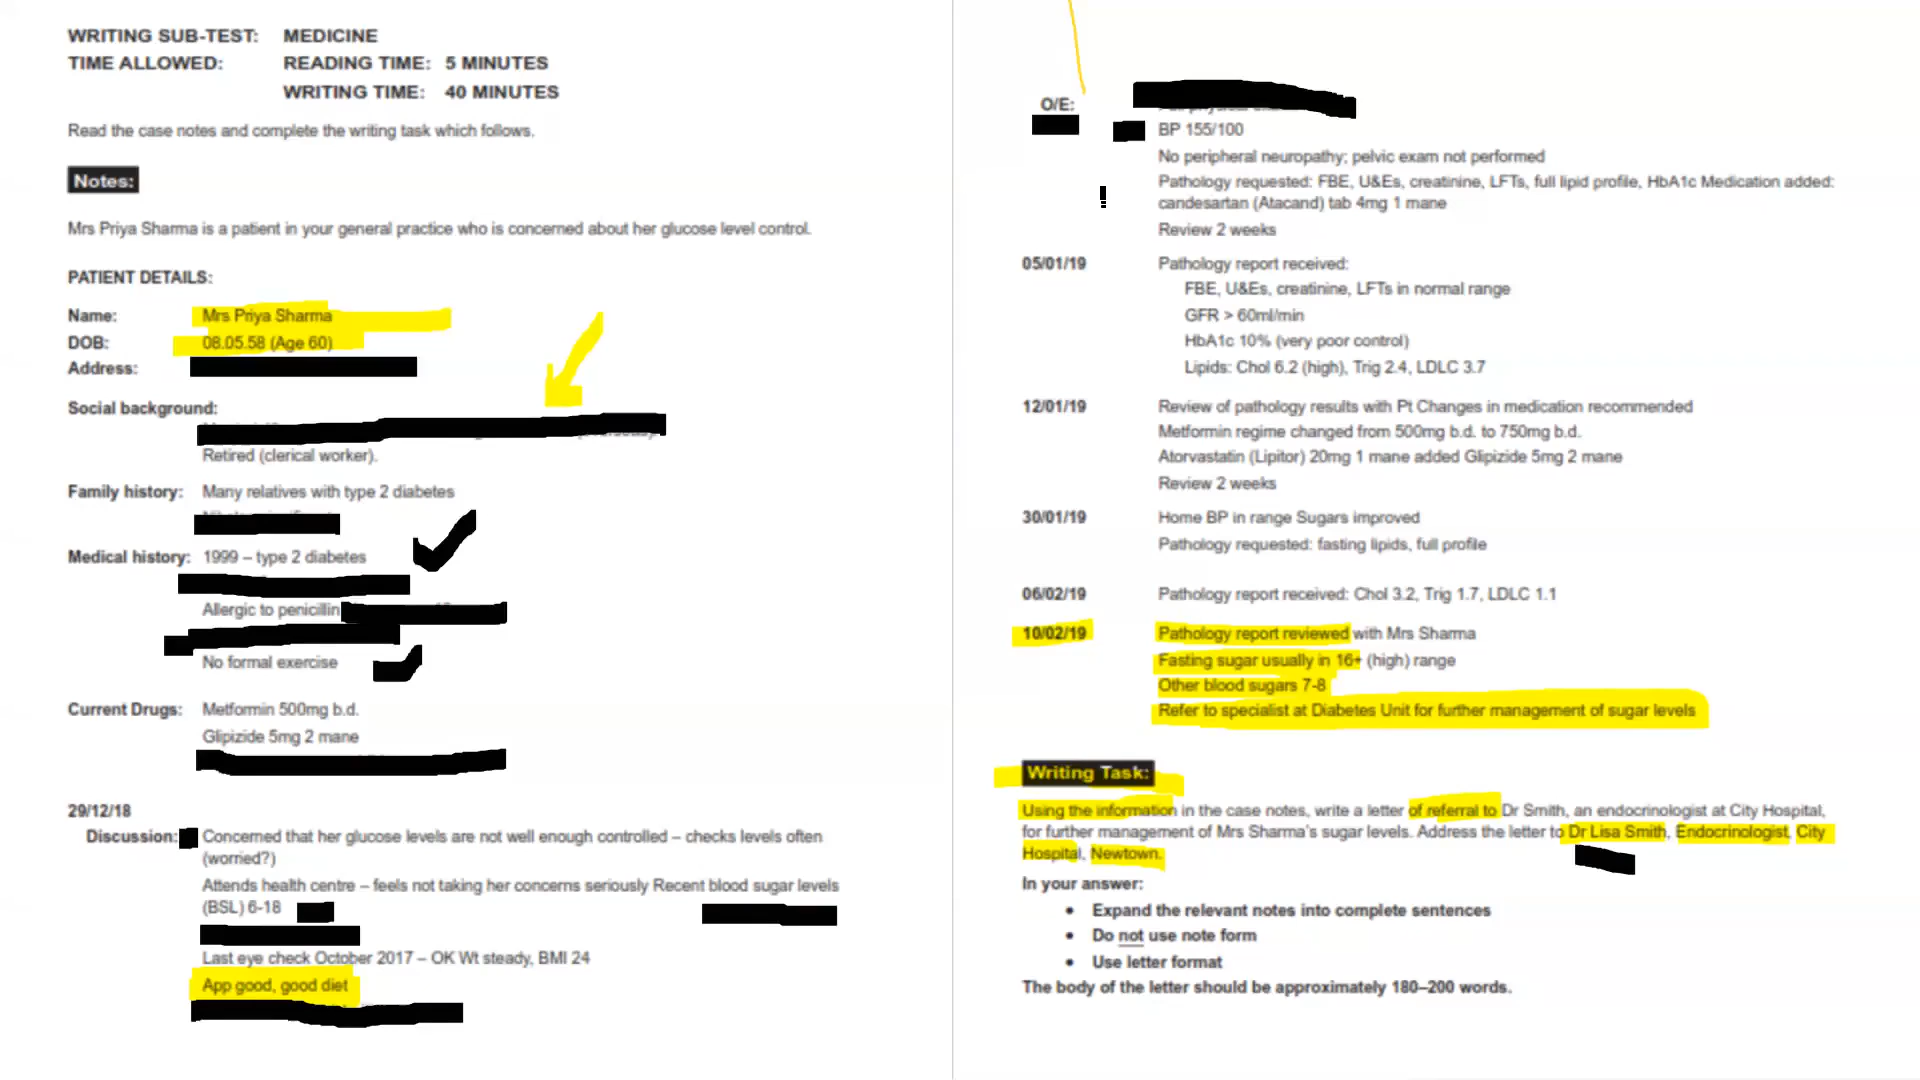 WRITING SUB-TEST: MEDICINE
TIME ALLOWED: READING TIME: 5 MINUTES
WRITING TIME: 40 MINUTES
Read the case notes and complete the writing task which follows.
Notes:
Mrs Priya Sharma is a patient in your general practice who is concerned about her glucose level control.
PATIENT DETAILS:
Name: Mrs Priya Sharma
DOB: 08.05.58 (Age 60)
Address:
Social background:
Retired (clerical worker).
Family history: Many relatives with type 2 diabetes
Medical history: 1999 – type 2 diabetes
Allergic to penicillin
No formal exercise
Current Drugs: Metformin 500mg b.d.
Glipizide 5mg 2 mane
29/12/18
Discussion: Concerned that her glucose levels are not well enough controlled – checks levels often
(worried?)
Attends health centre – feels not taking her concerns seriously Recent blood sugar levels
(BSL) 6-18
Last eye check October 2017 – OK Wt steady, BMI 24
App good, good diet
O/E:
BP 155/100
No peripheral neuropathy; pelvic exam not performed
Pathology requested: FBE, U&Es, creatinine, LFTs, full lipid profile, HbA1c Medication added:
candesartan (Atacand) tab 4mg 1 mane
Review 2 weeks
05/01/19 Pathology report received:
FBE, U&Es, creatinine, LFTs in normal range
GFR > 60ml/min
HbA1c 10% (very poor control)
Lipids: Chol 6.2 (high), Trig 2.4, LDLC 3.7
12/01/19 Review of pathology results with Pt Changes in medication recommended
Metformin regime changed from 500mg b.d. to 750mg b.d.
Atorvastatin (Lipitor) 20mg 1 mane added Glipizide 5mg 2 mane
Review 2 weeks
30/01/19 Home BP in range Sugars improved
Pathology requested: fasting lipids, full profile
06/02/19 Pathology report received: Chol 3.2, Trig 1.7, LDLC 1.1
10/02/19 Pathology report reviewed with Mrs Sharma
Fasting sugar usually in 16+ (high) range
Other blood sugars 7-8
Refer to specialist at Diabetes Unit for further management of sugar levels
Writing Task:
Using the information in the case notes, write a letter of referral to Dr Smith, an endocrinologist at City Hospital,
for further management of Mrs Sharma's sugar levels. Address the letter to Dr Lisa Smith, Endocrinologist, City
Hospital, Newtown.
In your answer:
• Expand the relevant notes into complete sentences
• Do not use note form
• Use letter format
The body of the letter should be approximately 180–200 words.